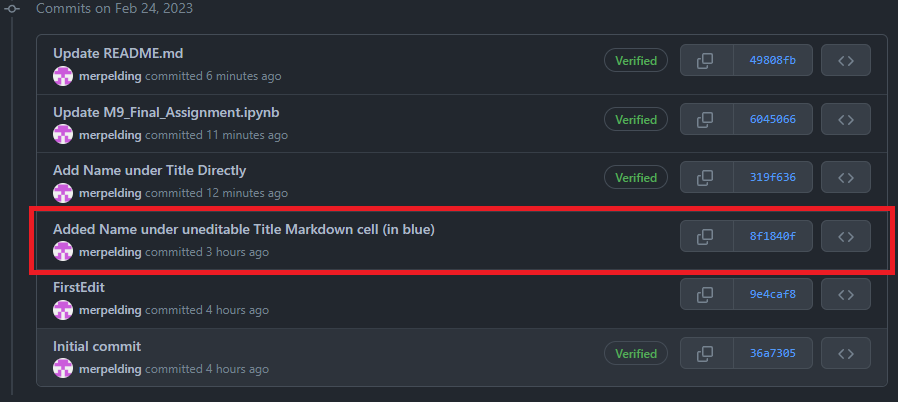 Commits on Feb 24, 2023
Update README.md
merpelding committed 6 minutes ago
Verified
49808fb
Update M9_Final_Assignment.ipynb
merpelding committed 11 minutes ago
Verified
6045066
Add Name under Title Directly
merpelding committed 12 minutes ago
Verified
319f636
Added Name under uneditable Title Markdown cell (in blue)
merpelding committed 3 hours ago
8f1840f
FirstEdit
merpelding committed 4 hours ago
9e4caf8
Initial commit
merpelding committed 4 hours ago
Verified
36a7305